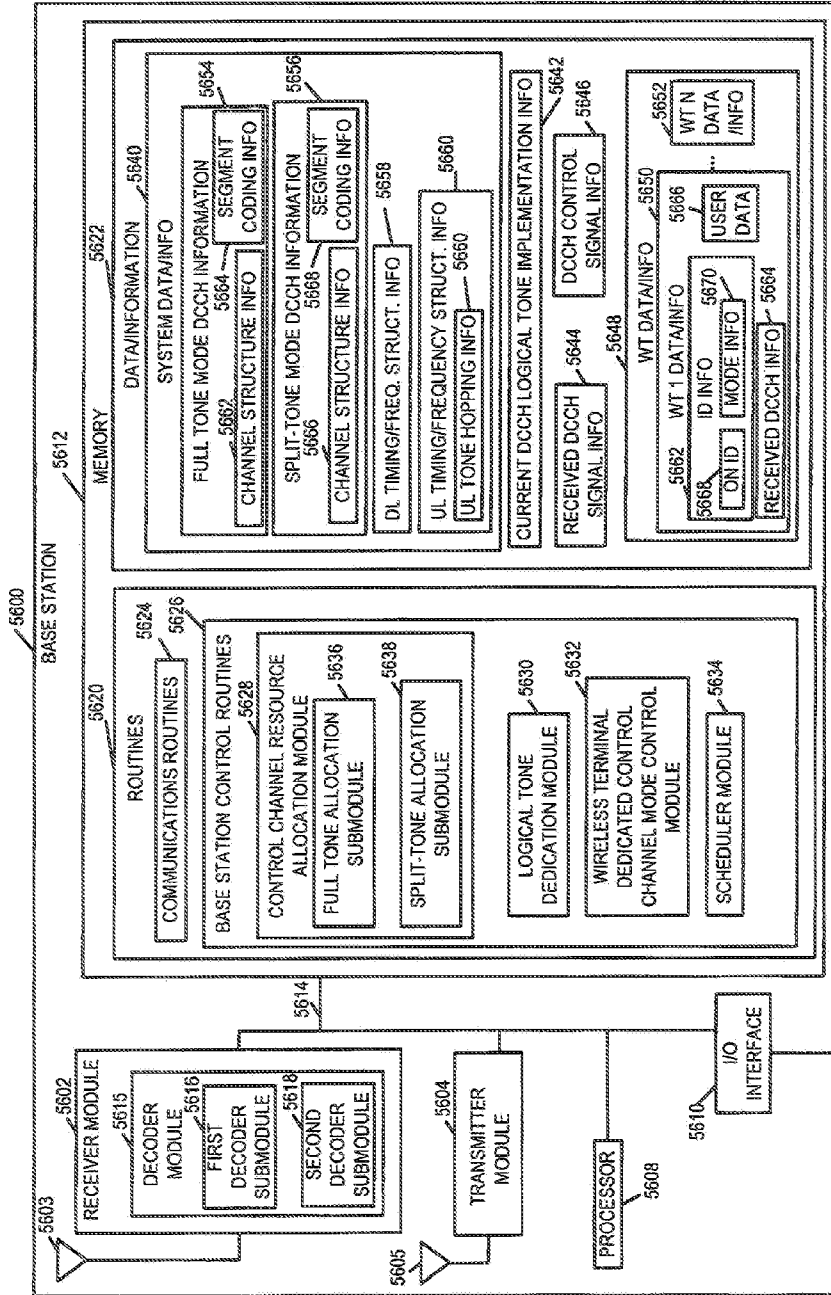 5600
BASE STATION
5603
5602
RECEIVER MODULE
5615
DECODER
MODULE
5616
FIRST
DECODER
SUBMODULE
5618
SECOND
DECODER
SUBMODULE
5605
5604
TRANSMITTER
MODULE
PROCESSOR
5608
5610
I/O
INTERFACE
5614
5612
MEMORY
5620
ROUTINES
5624
COMMUNICATIONS ROUTINES
5626
BASE STATION CONTROL ROUTINES
5628
CONTROL CHANNEL RESOURCE
ALLOCATION MODULE
5636
FULL TONE ALLOCATION
SUBMODULE
5638
SPLIT-TONE ALLOCATION
SUBMODULE
5630
LOGICAL TONE
DEDICATION MODULE
5632
WIRELESS TERMINAL
DEDICATED CONTROL
CHANNEL MODE CONTROL
MODULE
5634
SCHEDULER MODULE
5622
DATA/INFORMATION
5640
SYSTEM DATA/INFO
5654
FULL TONE MODE DCCH INFORMATION
5662
CHANNEL STRUCTURE INFO
5664
SEGMENT
CODING INFO
5656
SPLIT-TONE MODE DCCH INFORMATION
5666
CHANNEL STRUCTURE INFO
5668
SEGMENT
CODING INFO
5658
DL TIMING/FREQ. STRUCT. INFO
5660
UL TIMING/FREQUENCY STRUCT. INFO
5660
UL TONE HOPPING INFO
5642
CURRENT DCCH LOGICAL TONE IMPLEMENTATION INFO
5644
RECEIVED DCCH
SIGNAL INFO
5646
DCCH CONTROL
SIGNAL INFO
5648
WT DATA/INFO
5650
WT 1 DATA/INFO
5662
ID INFO
5668
ON ID
5670
MODE INFO
5664
RECEIVED DCCH INFO
5666
USER
DATA
...
5652
WT N
DATA
/INFO